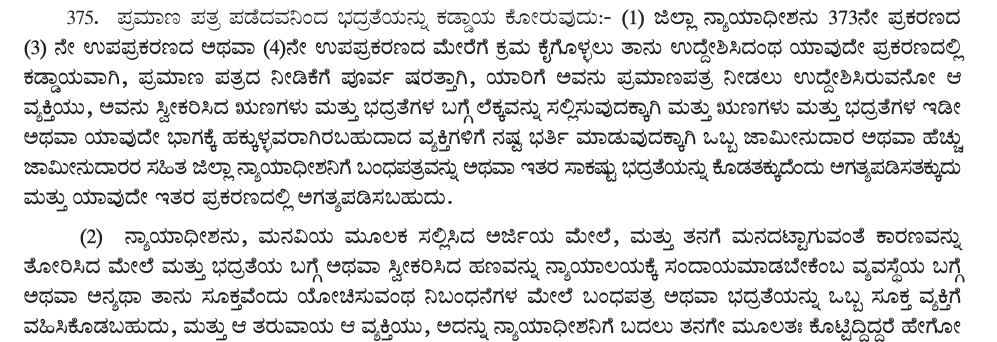 375. ಪ್ರಮಾಣ ಪತ್ರ ಪಡೆದವನಿಂದ ಭದ್ರತೆಯನ್ನು ಕಡ್ಡಾಯ ಕೋರುವುದು:- (1) ಜಿಲ್ಲಾ ನ್ಯಾಯಾಧೀಶನು 373ನೇ ಪ್ರಕರಣದ
(3) ನೇ ಉಪಪ್ರಕರಣದ ಅಥವಾ (4)ನೇ ಉಪಪ್ರಕರಣದ ಮೇರೆಗೆ ಕ್ರಮ ಕೈಗೊಳ್ಳಲು ತಾನು ಉದ್ದೇಶಿಸಿದಂಥ ಯಾವುದೇ ಪ್ರಕರಣದಲ್ಲಿ
ಕಡ್ಡಾಯವಾಗಿ, ಪ್ರಮಾಣ ಪತ್ರದ ನೀಡಿಕೆಗೆ ಪೂರ್ವ ಷರತ್ತಾಗಿ, ಯಾರಿಗೆ ಅವನು ಪ್ರಮಾಣಪತ್ರ ನೀಡಲು ಉದ್ದೇಶಿಸಿರುವನೋ ಆ
ವ್ಯಕ್ತಿಯು, ಅವನು ಸ್ವೀಕರಿಸಿದ ಋಣಗಳು ಮತ್ತು ಭದ್ರತೆಗಳ ಬಗ್ಗೆ ಲೆಕ್ಕವನ್ನು ಸಲ್ಲಿಸುವುದಕ್ಕಾಗಿ ಮತ್ತು ಋಣಗಳು ಮತ್ತು ಭದ್ರತೆಗಳ ಇಡೀ
ಅಥವಾ ಯಾವುದೇ ಭಾಗಕ್ಕೆ ಹಕ್ಕುಳ್ಳವರಾಗಿರಬಹುದಾದ ವ್ಯಕ್ತಿಗಳಿಗೆ ನಷ್ಟ ಭರ್ತಿ ಮಾಡುವುದಕ್ಕಾಗಿ ಒಬ್ಬ ಜಾಮೀನುದಾರ ಅಥವಾ ಹೆಚ್ಚು
ಜಾಮೀನುದಾರರ ಸಹಿತ ಜಿಲ್ಲಾ ನ್ಯಾಯಾಧೀಶನಿಗೆ ಬಂಧಪತ್ರವನ್ನು ಅಥವಾ ಇತರ ಸಾಕಷ್ಟು ಭದ್ರತೆಯನ್ನು ಕೊಡತಕ್ಕುದೆಂದು ಅಗತ್ಯಪಡಿಸತಕ್ಕುದು
ಮತ್ತು ಯಾವುದೇ ಇತರ ಪ್ರಕರಣದಲ್ಲಿ ಅಗತ್ಯಪಡಿಸಬಹುದು.
(2) ನ್ಯಾಯಾಧೀಶನು, ಮನವಿಯ ಮೂಲಕ ಸಲ್ಲಿಸಿದ ಅರ್ಜಿಯ ಮೇಲೆ, ಮತ್ತು ತನಗೆ ಮನದಟ್ಟಾಗುವಂತೆ ಕಾರಣವನ್ನು
ತೋರಿಸಿದ ಮೇಲೆ ಮತ್ತು ಭದ್ರತೆಯ ಬಗ್ಗೆ ಅಥವಾ ಸ್ವೀಕರಿಸಿದ ಹಣವನ್ನು ನ್ಯಾಯಾಲಯಕ್ಕೆ ಸಂದಾಯಮಾಡಬೇಕೆಂಬ ವ್ಯವಸ್ಥೆಯ ಬಗ್ಗೆ
ಅಥವಾ ಅನ್ಯಥಾ ತಾನು ಸೂಕ್ತವೆಂದು ಯೋಚಿಸುವಂಥ ನಿಬಂಧನೆಗಳ ಮೇಲೆ ಬಂಧಪತ್ರ ಅಥವಾ ಭದ್ರತೆಯನ್ನು ಒಬ್ಬ ಸೂಕ್ತ ವ್ಯಕ್ತಿಗೆ
ವಹಿಸಿಕೊಡಬಹುದು, ಮತ್ತು ಆ ತರುವಾಯ ಆ ವ್ಯಕ್ತಿಯು, ಅದನ್ನು ನ್ಯಾಯಾಧೀಶನಿಗೆ ಬದಲು ತನಗೇ ಮೂಲತಃ ಕೊಟ್ಟಿದ್ದಿದ್ದರೆ ಹೇಗೋ